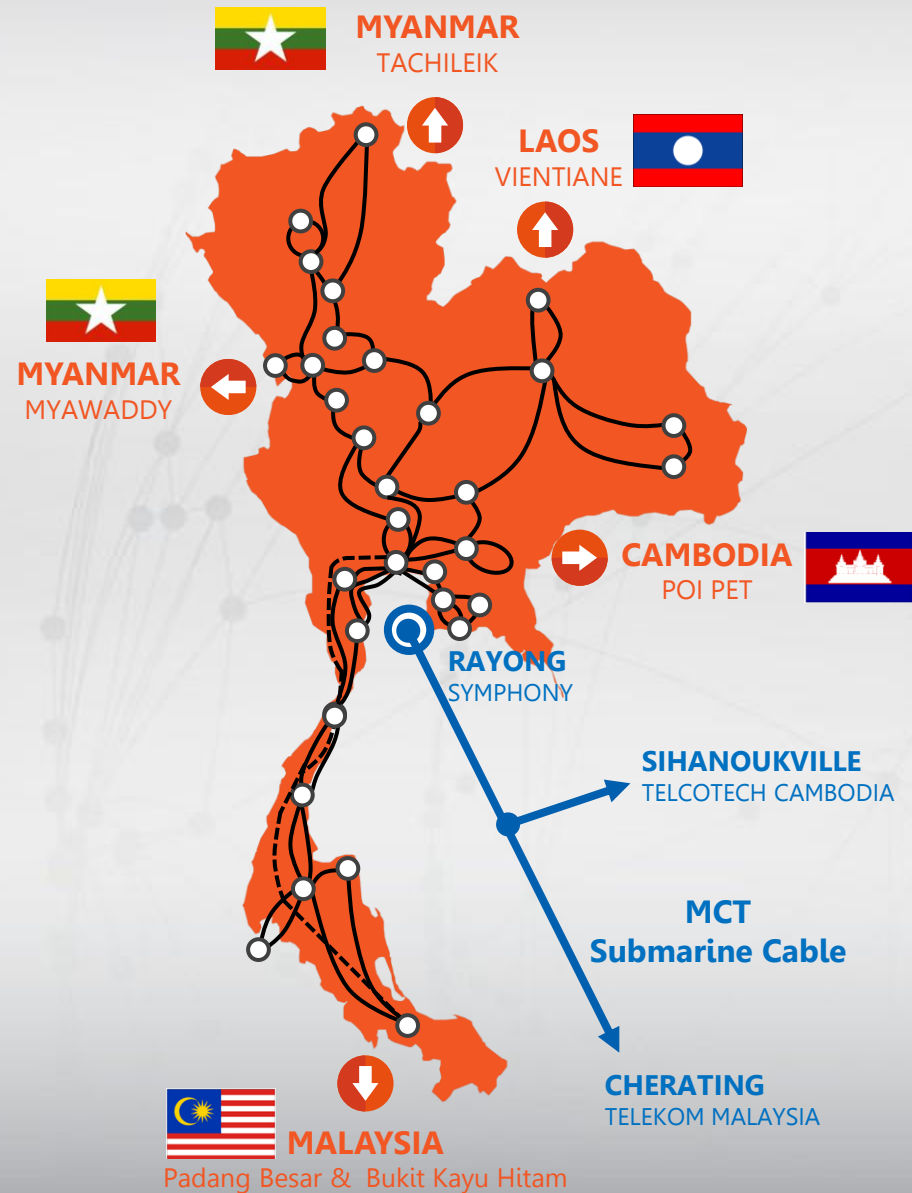 MYANMAR
TACHILEIK
LAOS
VIENTIANE
MYANMAR
MYAWADDY
CAMBODIA
POI PET
RAYONG
SYMPHONY
SIHANOUKVILLE
TELCOTECH CAMBODIA
MCT
Submarine Cable
CHERATING
TELEKOM MALAYSIA
MALAYSIA
Padang Besar & Bukit Kayu Hitam